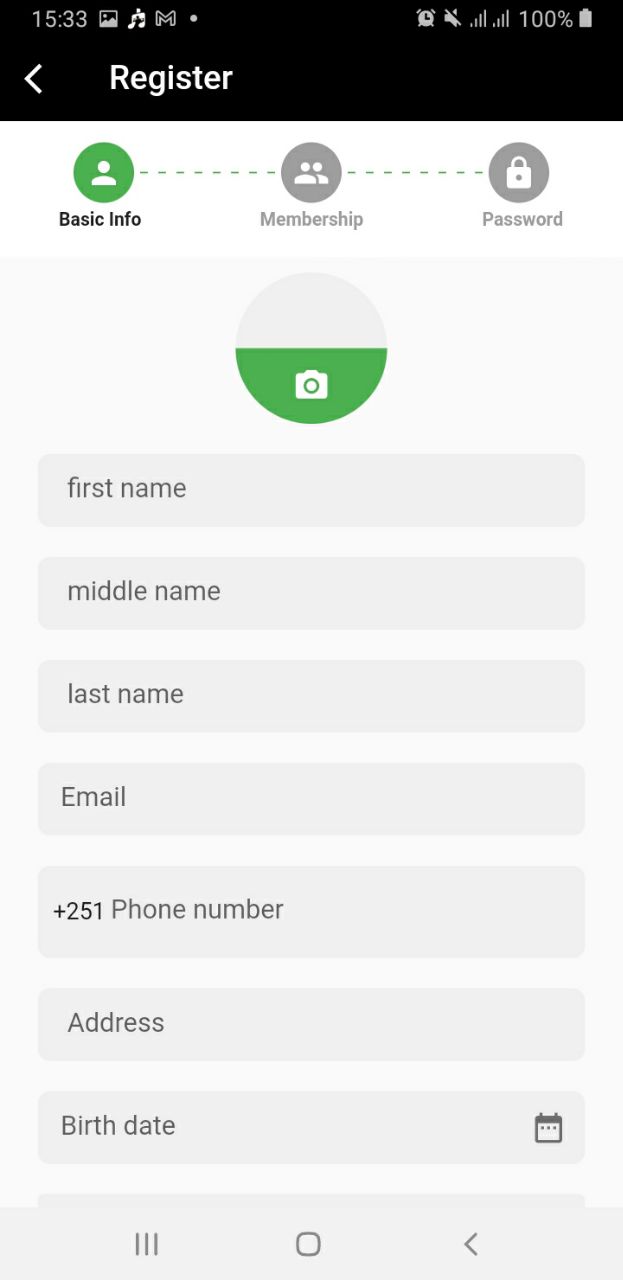 15:33 100%
Register
Basic Info Membership Password
first name
middle name
last name
Email
+251 Phone number
Address
Birth date